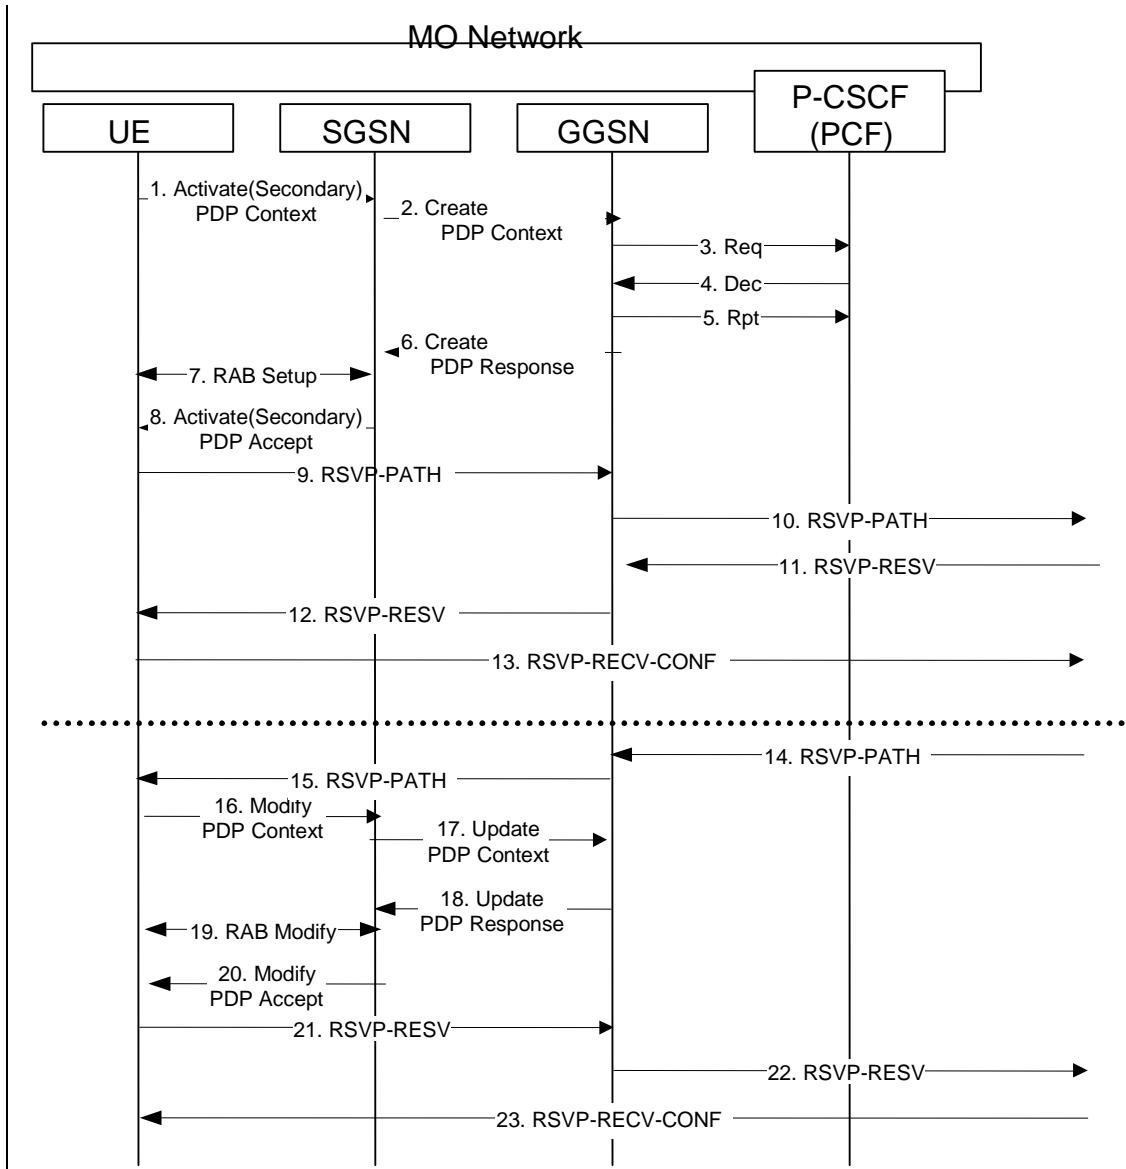 MO Network
UE
SGSN
GGSN
P-CSCF
(PCF)
1. Activate(Secondary)
PDP Context
2. Create
PDP Context
3. Req
4. Dec
5. Rpt
6. Create
PDP Response
7. RAB Setup
8. Activate(Secondary)
PDP Accept
9. RSVP-PATH
10. RSVP-PATH
11. RSVP-RESV
12. RSVP-RESV
13. RSVP-RECV-CONF
14. RSVP-PATH
15. RSVP-PATH
16. Modify
PDP Context
17. Update
PDP Context
18. Update
PDP Response
19. RAB Modify
20. Modify
PDP Accept
21. RSVP-RESV
22. RSVP-RESV
23. RSVP-RECV-CONF